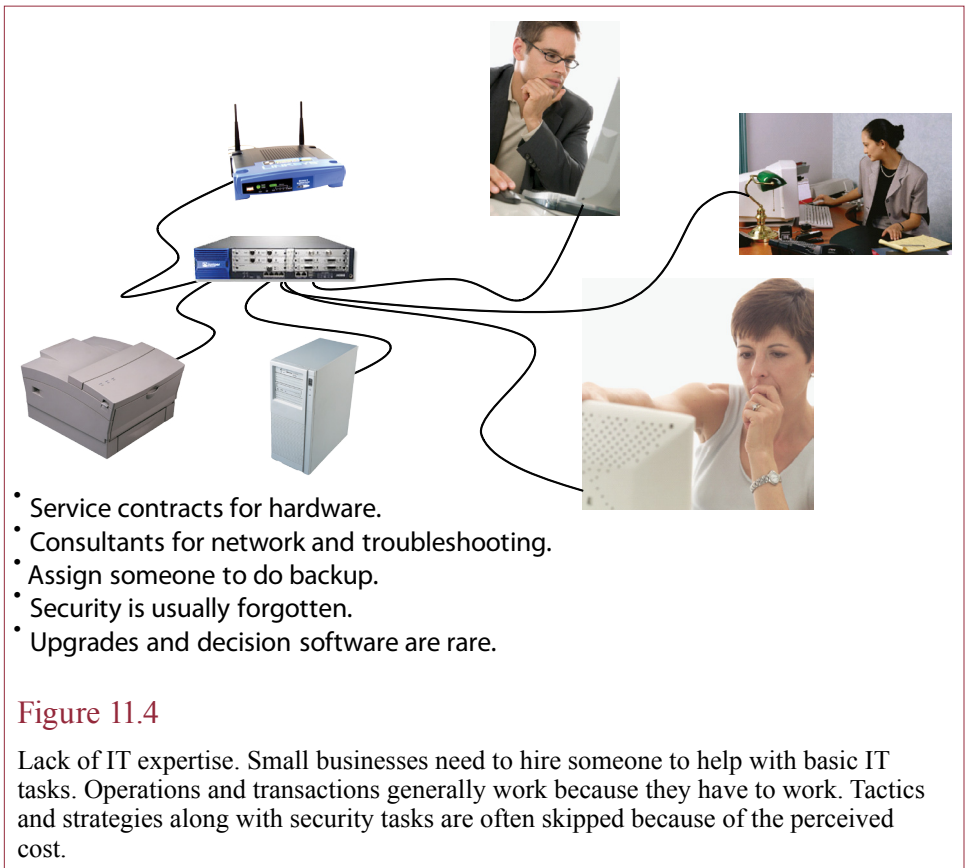 • Service contracts for hardware.
• Consultants for network and troubleshooting.
• Assign someone to do backup.
• Security is usually forgotten.
• Upgrades and decision software are rare.
Figure 11.4
Lack of IT expertise. Small businesses need to hire someone to help with basic IT
tasks. Operations and transactions generally work because they have to work. Tactics
and strategies along with security tasks are often skipped because of the perceived
cost.